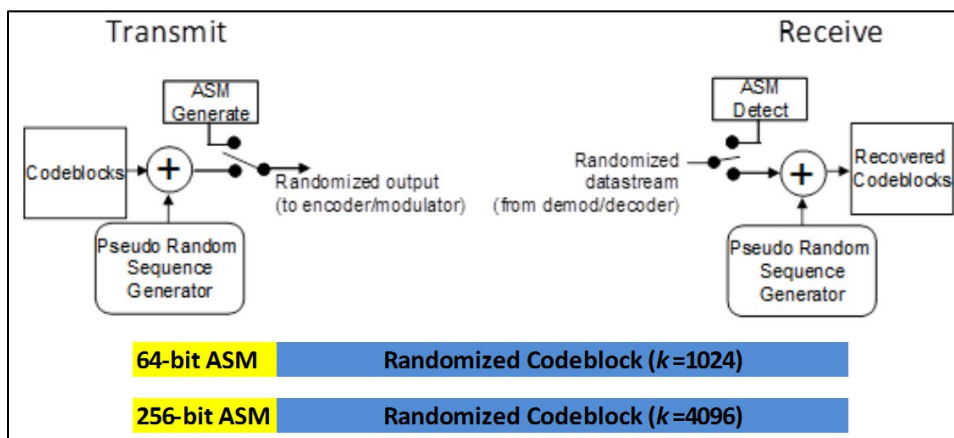 Transmit
Receive
ASM
Generate
Codeblocks
+
Randomized output
(to encoder/modulator)
Pseudo Random
Sequence
Generator
ASM
Detect
Randomized
datastream
(from demod/decoder)
+
Recovered
Codeblocks
Pseudo Random
Sequence
Generator
64-bit ASM
Randomized Codeblock (k=1024)
256-bit ASM
Randomized Codeblock (k=4096)